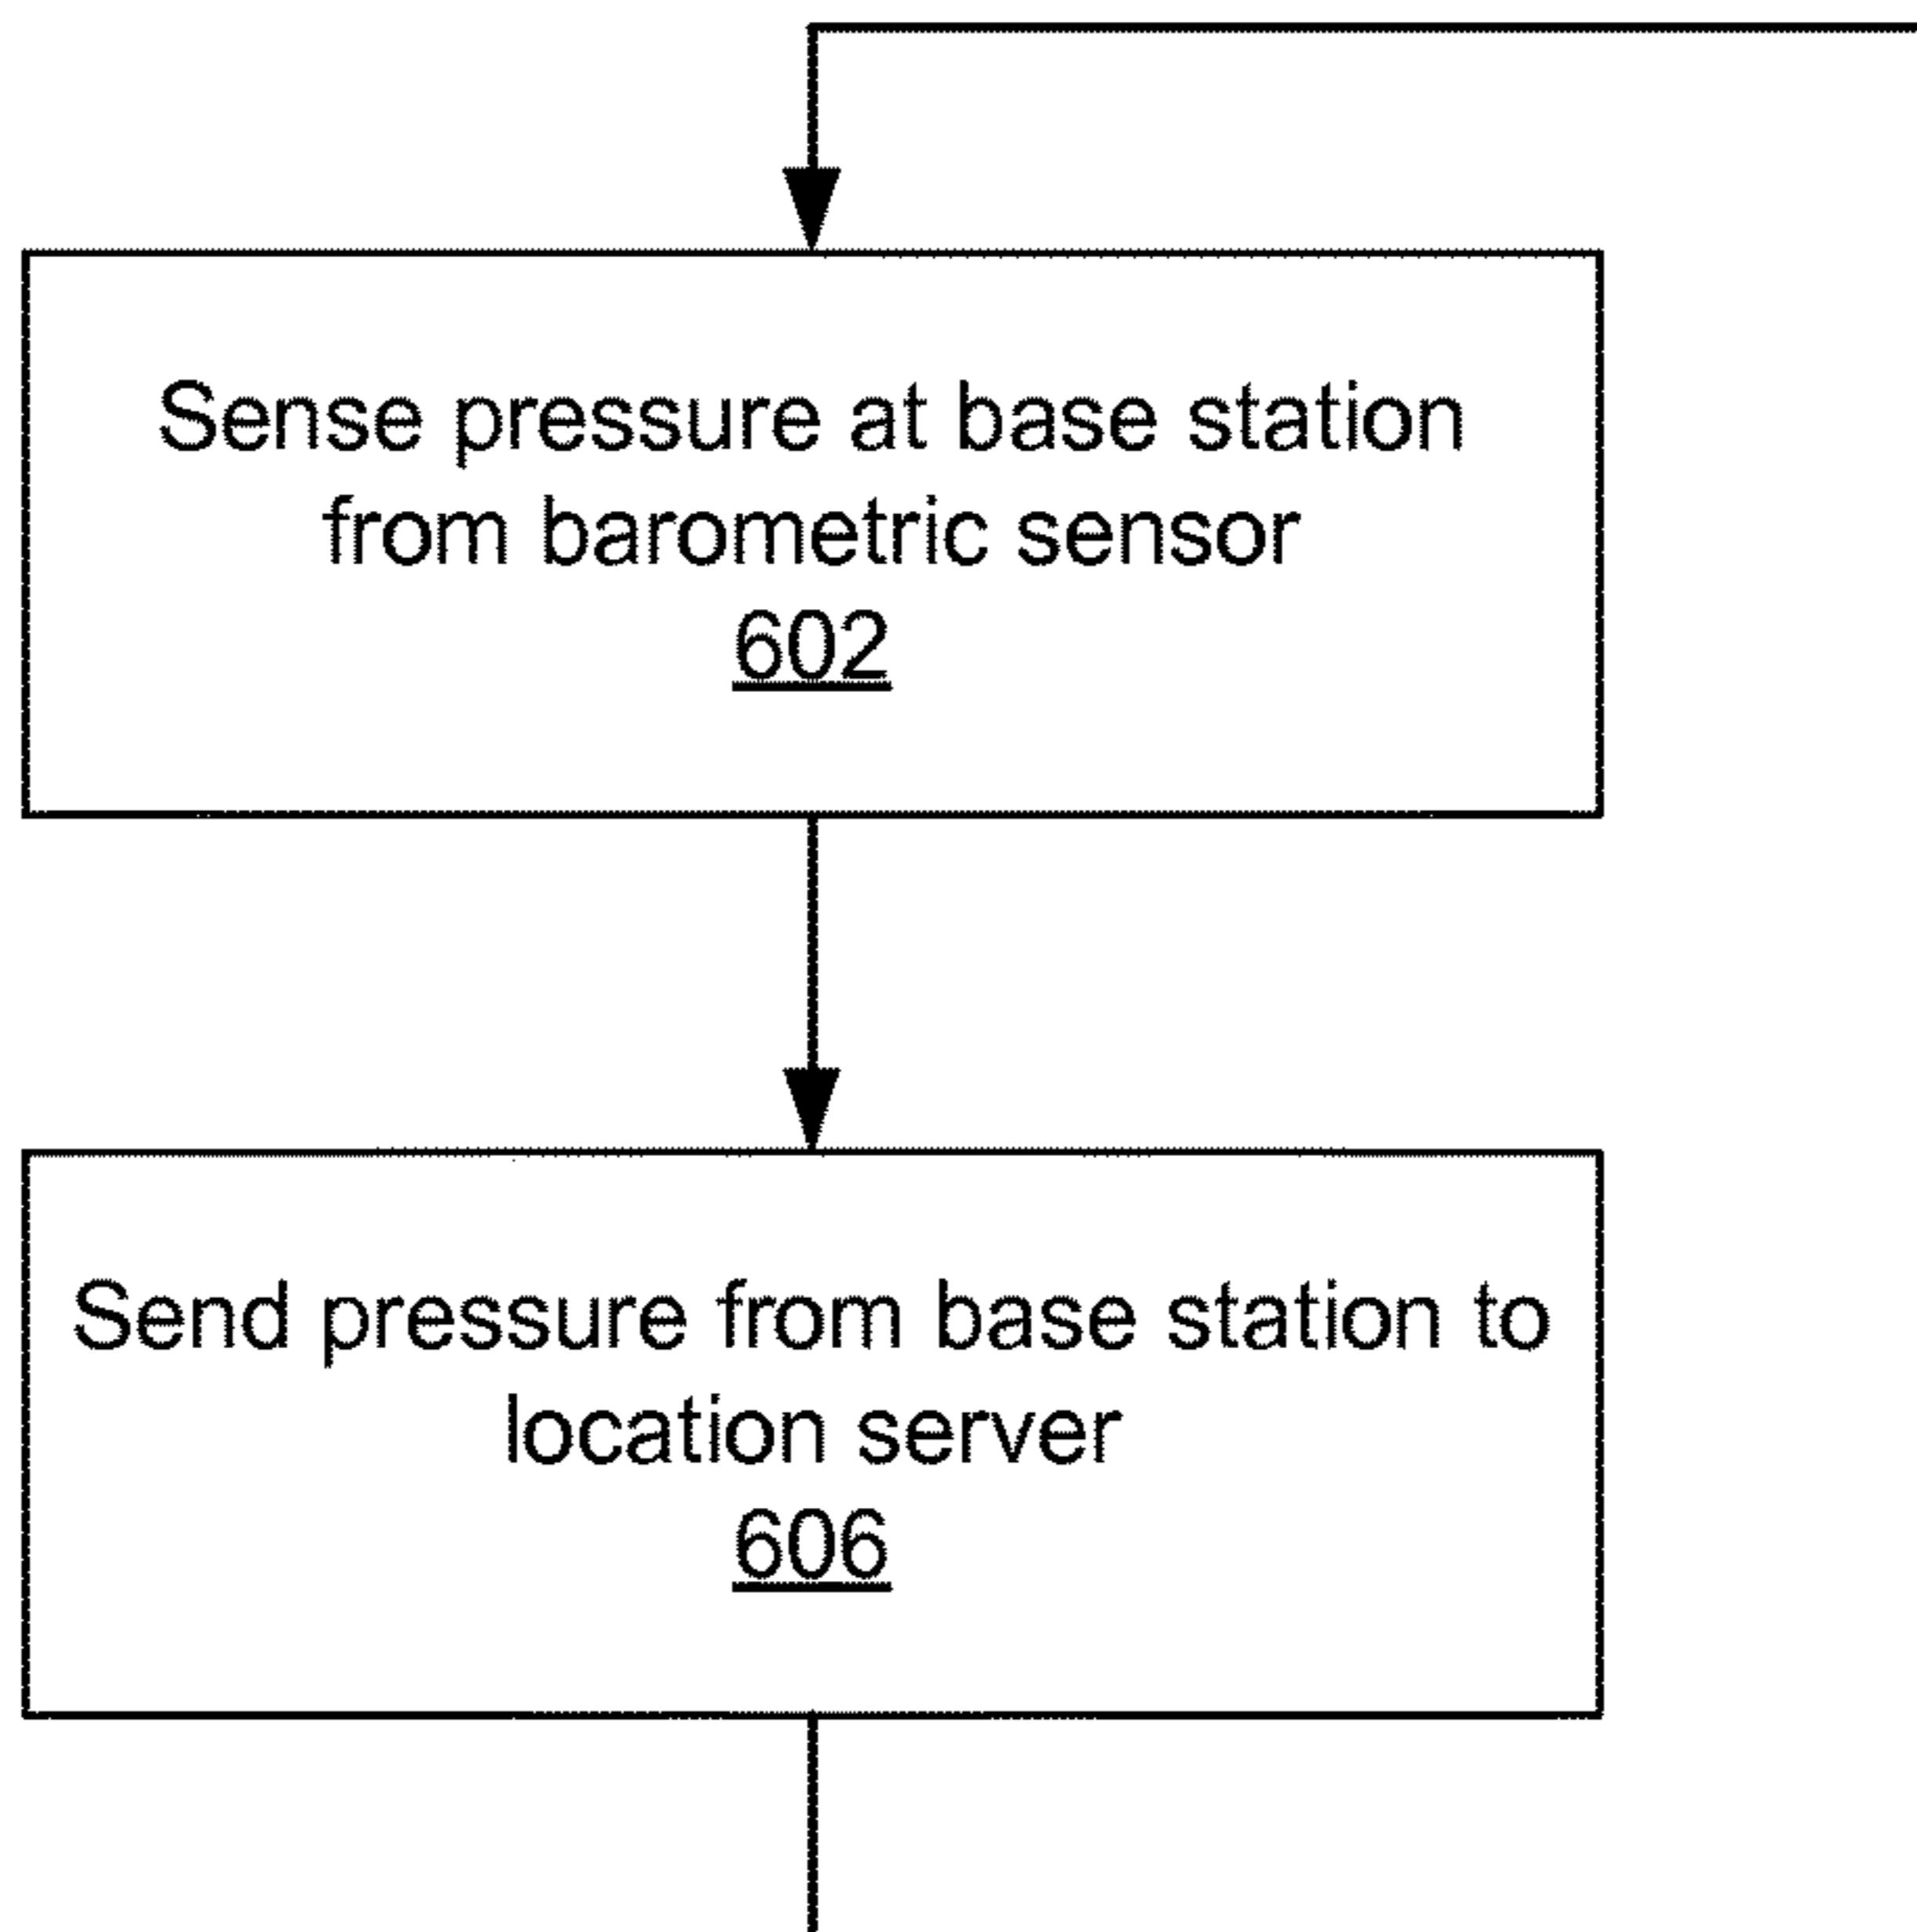 Sense pressure at base station
from barometric sensor
602
Send pressure from base station to
location server
606